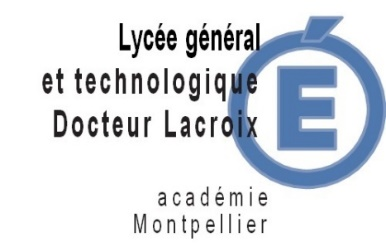 Lycée général
et technologique
Docteur Lacroix
É
académie
Montpellier